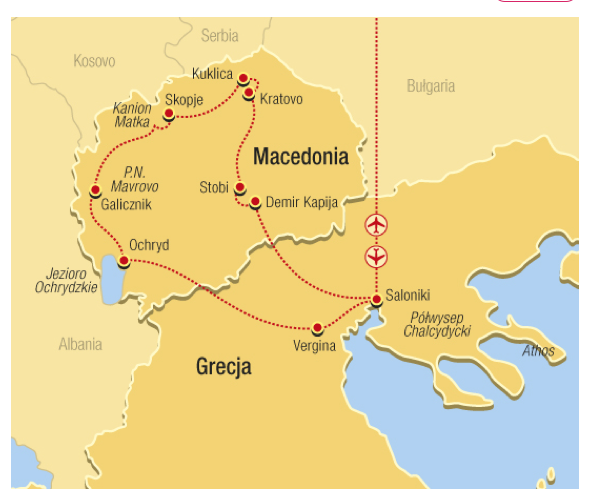 Serbia
Kosovo
Kuklica
Bułgaria
Skopje
Kratovo
Kanion
Matka
Macedonia
P.N.
Mavrovo
Stobi
Demir Kapija
Galicznik
Ochryd
Jezioro
Ochrydzkie
Saloniki
Półwysep
Chalcydycki
Albania
Vergina
Athos
Grecja